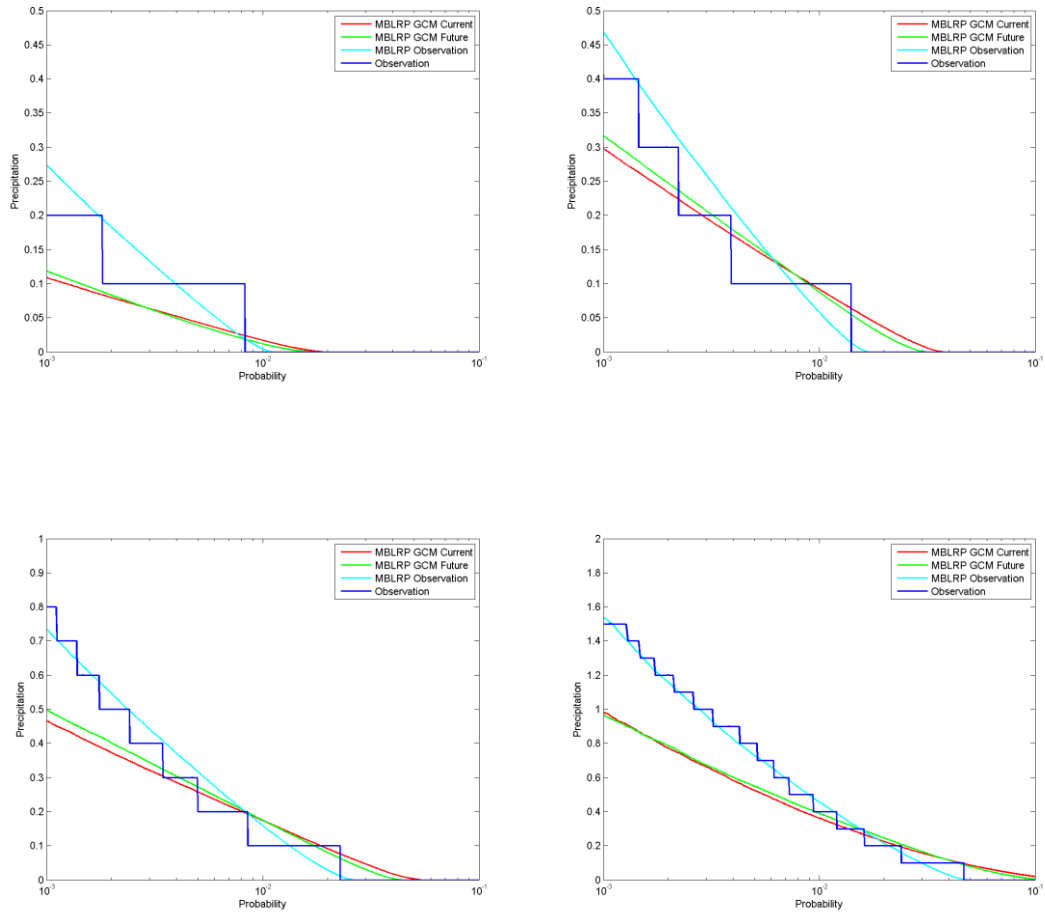 0.5
0.45
0.4
0.35
0.3
0.25
0.2
0.15
0.1
0.05
0
Precipitation
10-3
10-2
10-1
Probability
MBLRP GCM Current
MBLRP GCM Future
MBLRP Observation
Observation
0.5
0.45
0.4
0.35
0.3
0.25
0.2
0.15
0.1
0.05
0
Precipitation
10-3
10-2
10-1
Probability
MBLRP GCM Current
MBLRP GCM Future
MBLRP Observation
Observation
1
0.9
0.8
0.7
0.6
0.5
0.4
0.3
0.2
0.1
0
Precipitation
10-3
10-2
10-1
Probability
MBLRP GCM Current
MBLRP GCM Future
MBLRP Observation
Observation
2
1.8
1.6
1.4
1.2
1
0.8
0.6
0.4
0.2
0
Precipitation
10-3
10-2
10-1
Probability
MBLRP GCM Current
MBLRP GCM Future
MBLRP Observation
Observation